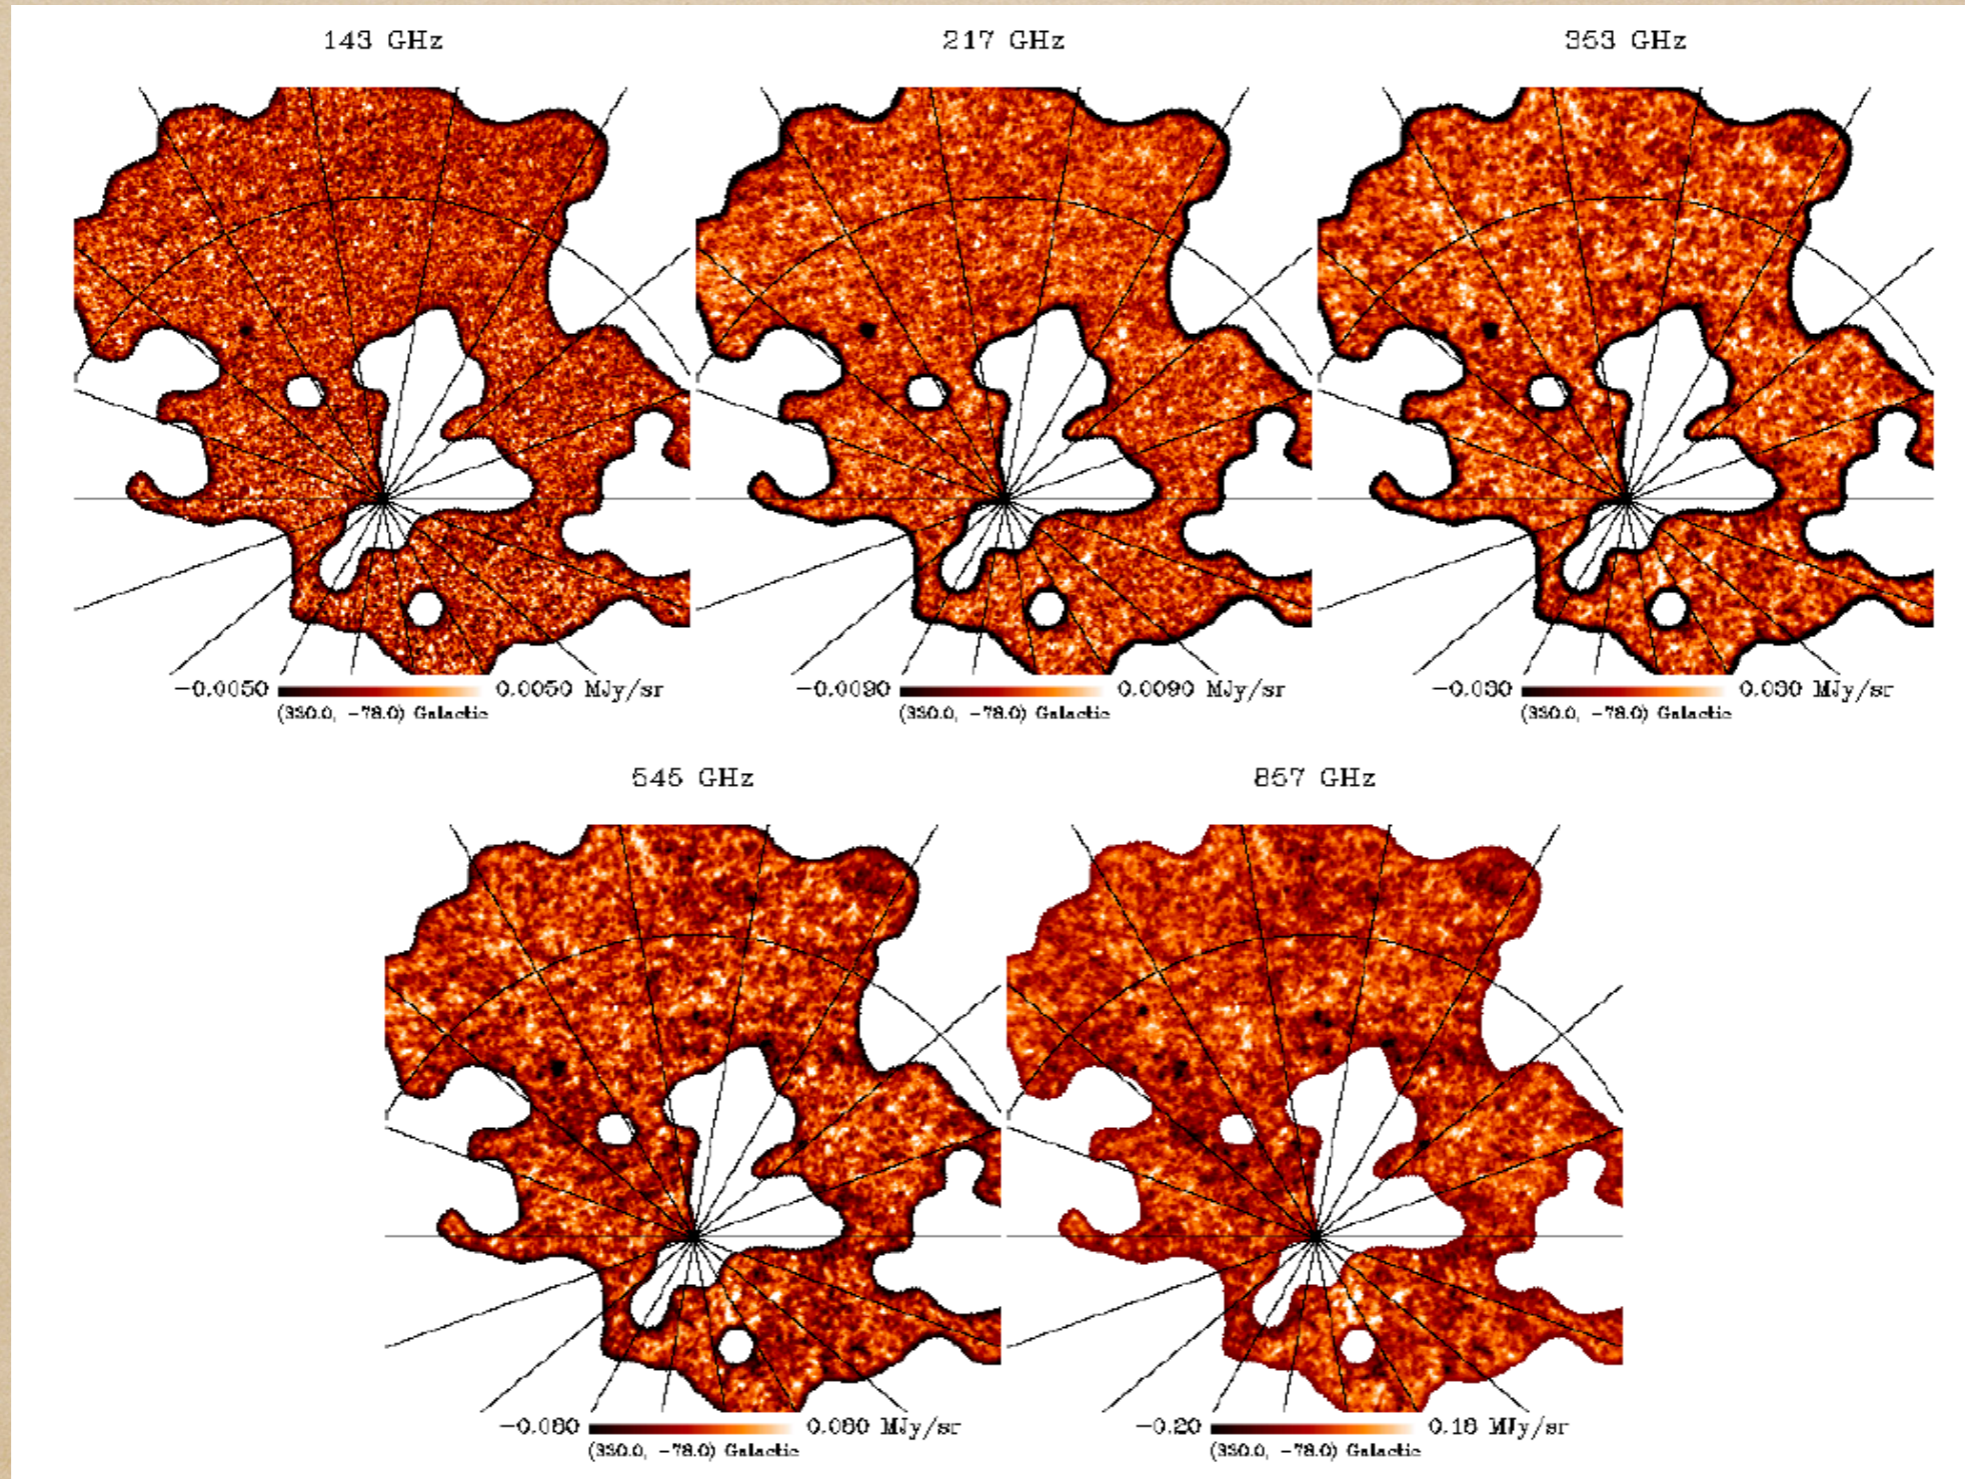 143 GHz
217 GHz
353 GHz
−0.0050 0.0050 MJy/sr
(330.0, −78.0) Galactic
−0.0090 0.0090 MJy/sr
(330.0, −78.0) Galactic
−0.030 0.030 MJy/sr
(330.0, −78.0) Galactic
545 GHz
857 GHz
−0.080 0.080 MJy/sr
(330.0, −78.0) Galactic
−0.20 0.18 MJy/sr
(330.0, −78.0) Galactic